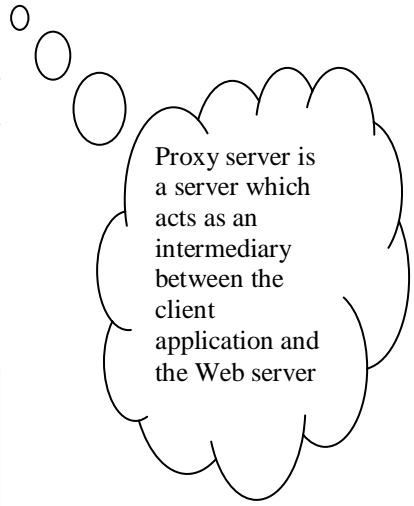 Proxy server is
a server which
acts as an
intermediary
between the
client
application and
the Web server